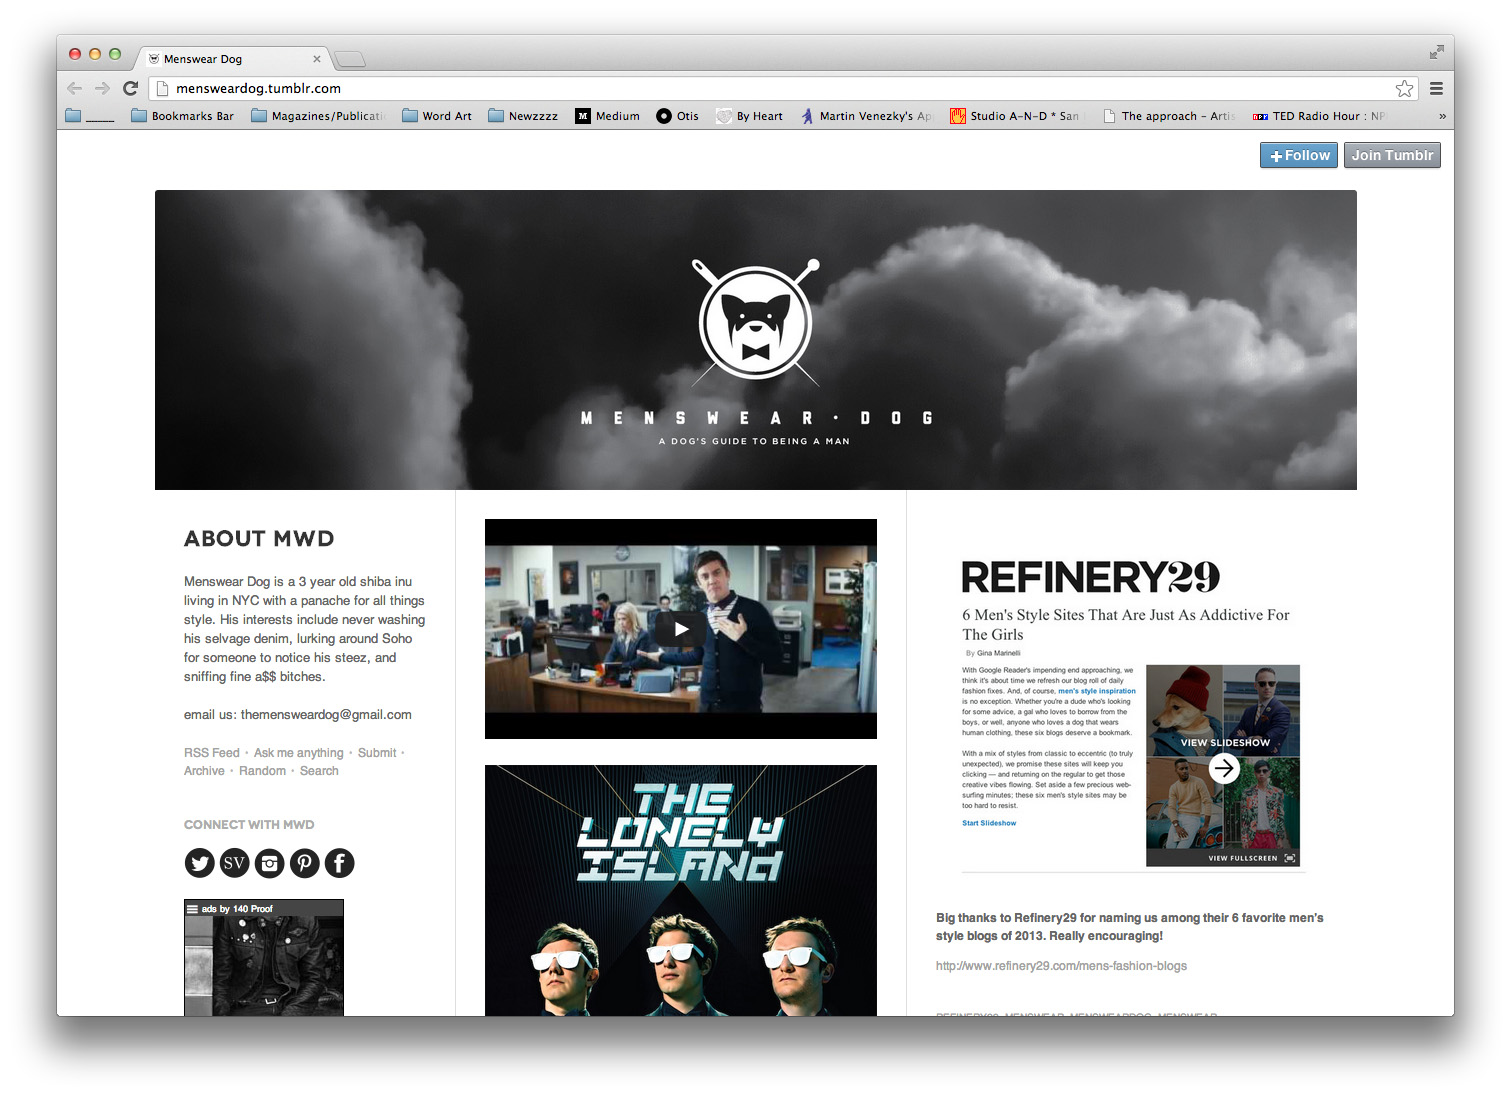 Menswear Dog
mensweardog.tumblr.com
Bookmarks Bar
Magazines/Publicati
Word Art
Newzzzz
M Medium
Otis
By Heart
Martin Venezky's Ap
Studio A-N-D * San
The approach – Artis
TED Radio Hour : NP
»
+Follow
Join Tumblr
MENSWEAR · DOG
A DOG'S GUIDE TO BEING A MAN
ABOUT MWD
Menswear Dog is a 3 year old shiba inu
living in NYC with a panache for all things
style. His interests include never washing
his selvage denim, lurking around Soho
for someone to notice his steez, and
sniffing fine a$$ bitches.
email us: themensweardog@gmail.com
RSS Feed • Ask me anything • Submit •
Archive • Random • Search
CONNECT WITH MWD
SV
ads by 140 Proof
THE
LONELY
ISLAND
REFINERY29
6 Men's Style Sites That Are Just As Addictive For
The Girls
By Gina Marinelli
With Google Reader's impending end approaching, we
think it's about time we refresh our blog roll of daily
fashion fixes. And, of course, men's style inspiration
is no exception. Whether you're a dude who's looking
for some advice, a gal who loves to borrow from the
boys, or well, anyone who loves a dog that wears
human clothing, these six blogs deserve a bookmark.
With a mix of styles from classic to eccentric (to truly
unexpected), we promise these sites will keep you
clicking — and returning on the regular to get those
creative vibes flowing. Set aside a few precious web-
surfing minutes; these six men's style sites may be
too hard to resist.
Start Slideshow
VIEW SLIDESHOW
VIEW FULLSCREEN
Big thanks to Refinery29 for naming us among their 6 favorite men's
style blogs of 2013. Really encouraging!
http://www.refinery29.com/mens-fashion-blogs
REFINERY29 MENSWEAR MENSWEARDOG MENSWEAR